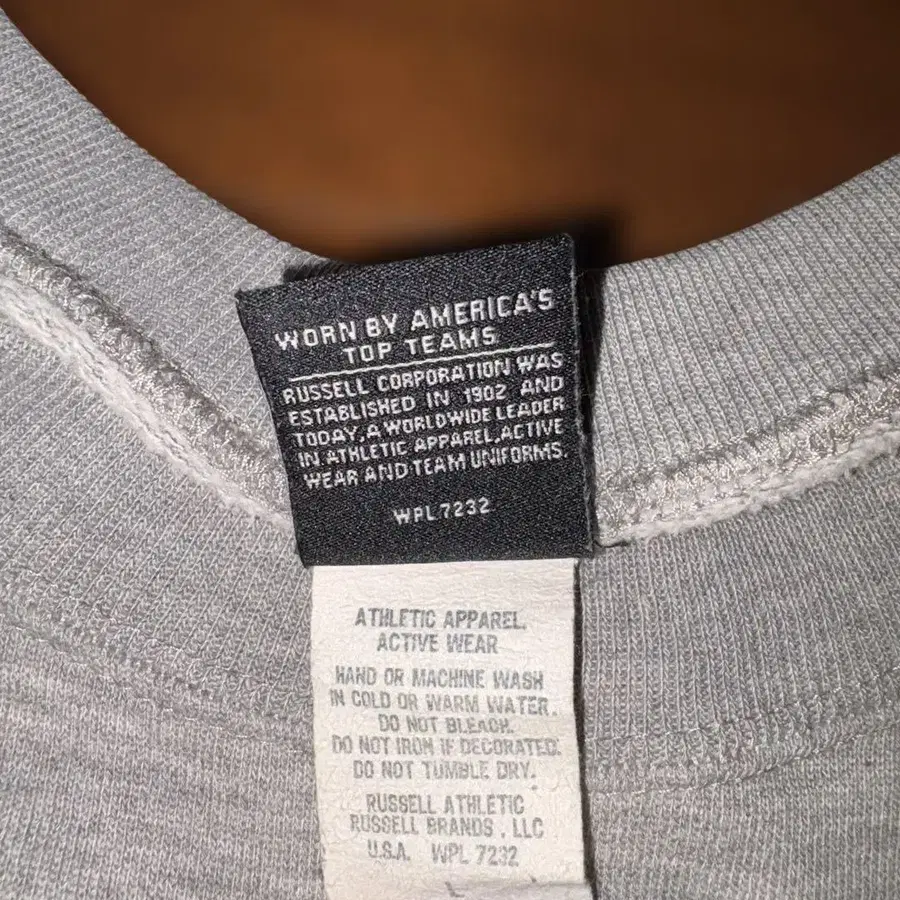 WORN BY AMERICA'S
TOP TEAMS
RUSSELL CORPORATION WAS
ESTABLISHED IN 1902 AND
TODAY, A WORLDWIDE LEADER
IN ATHLETIC APPAREL, ACTIVE
WEAR AND TEAM UNIFORMS.
WPL 7232
ATHLETIC APPAREL,
ACTIVE WEAR
HAND OR MACHINE WASH
IN COLD OR WARM WATER.
DO NOT BLEACH.
DO NOT IRON IF DECORATED.
DO NOT TUMBLE DRY.
RUSSELL ATHLETIC
RUSSELL BRANDS, LLC
U.S.A. WPL 7232